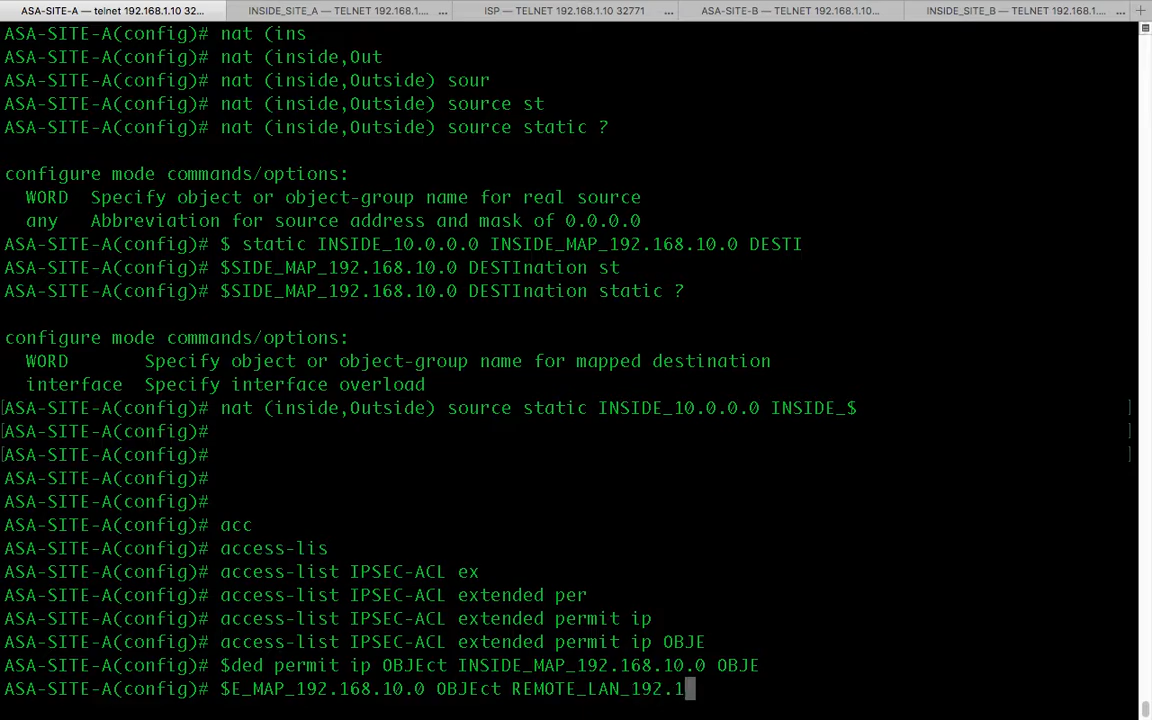 ASA-SITE-A — telnet 192.168.1.10 32...
INSIDE_SITE_A — TELNET 192.168.1.... ...
ISP — TELNET 192.168.1.10 32771 ...
ASA-SITE-B — TELNET 192.168.1.10...
INSIDE_SITE_B — TELNET 192.168.1.... ...
ASA-SITE-A(config)# nat (ins
ASA-SITE-A(config)# nat (inside,Out
ASA-SITE-A(config)# nat (inside,Outside) sour
ASA-SITE-A(config)# nat (inside,Outside) source st
ASA-SITE-A(config)# nat (inside,Outside) source static ?
configure mode commands/options:
WORD Specify object or object-group name for real source
any Abbreviation for source address and mask of 0.0.0.0
ASA-SITE-A(config)# $ static INSIDE_10.0.0.0 INSIDE_MAP_192.168.10.0 DESTI
ASA-SITE-A(config)# $SIDE_MAP_192.168.10.0 DESTInation st
ASA-SITE-A(config)# $SIDE_MAP_192.168.10.0 DESTInation static ?
configure mode commands/options:
WORD Specify object or object-group name for mapped destination
interface Specify interface overload
[ASA-SITE-A(config)# nat (inside,Outside) source static INSIDE_10.0.0.0 INSIDE_$ ]
[ASA-SITE-A(config)# ]
[ASA-SITE-A(config)# ]
ASA-SITE-A(config)#
ASA-SITE-A(config)#
ASA-SITE-A(config)# acc
ASA-SITE-A(config)# access-lis
ASA-SITE-A(config)# access-list IPSEC-ACL ex
ASA-SITE-A(config)# access-list IPSEC-ACL extended per
ASA-SITE-A(config)# access-list IPSEC-ACL extended permit ip
ASA-SITE-A(config)# access-list IPSEC-ACL extended permit ip OBJE
ASA-SITE-A(config)# $ded permit ip OBJEct INSIDE_MAP_192.168.10.0 OBJE
ASA-SITE-A(config)# $E_MAP_192.168.10.0 OBJEct REMOTE_LAN_192.1